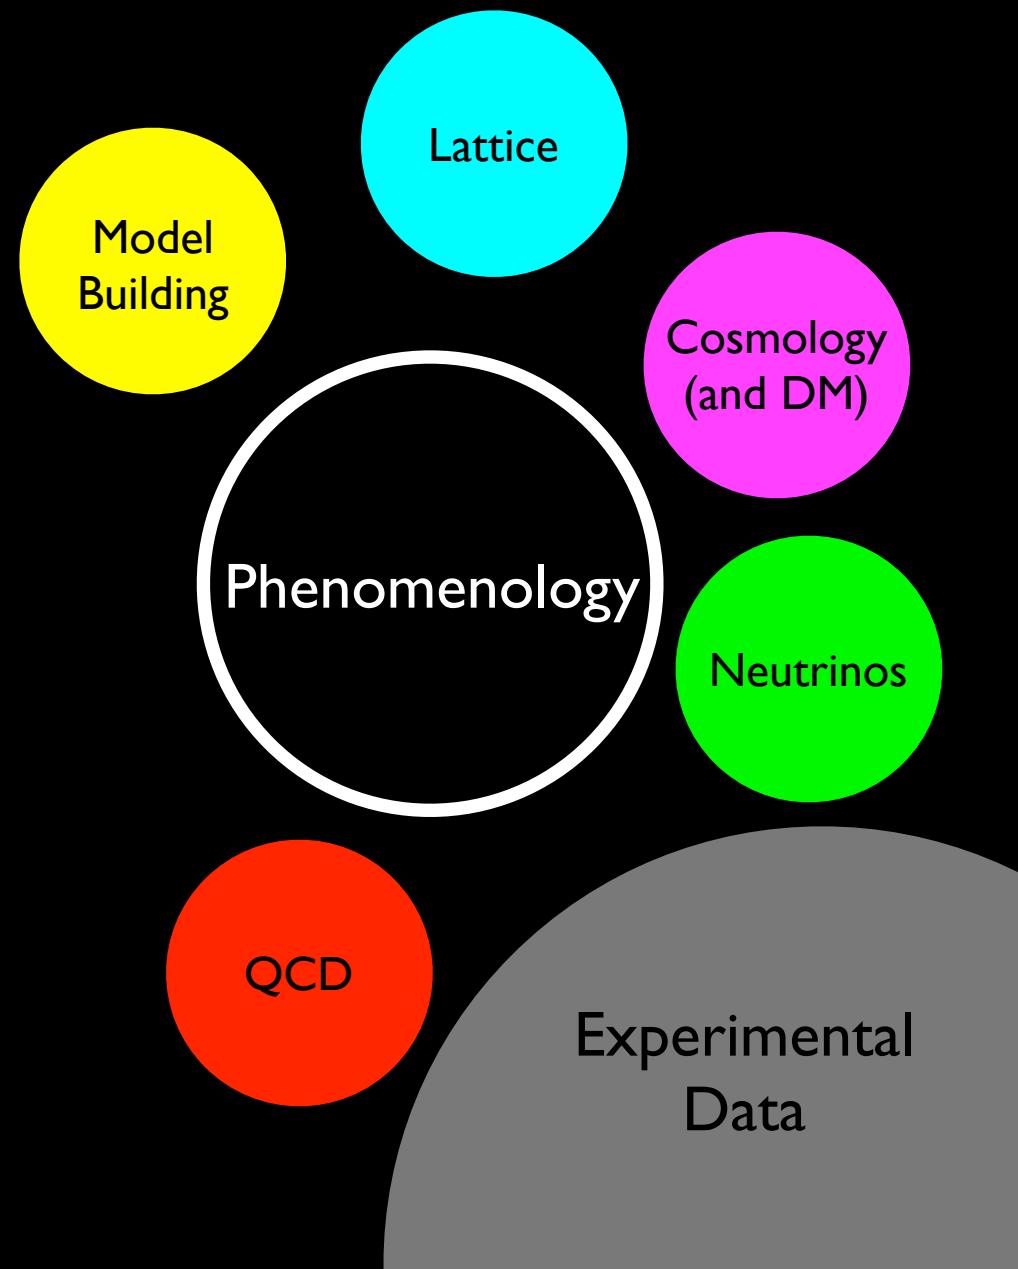 Lattice
Model
Building
Cosmology
(and DM)
Phenomenology
Neutrinos
QCD
Experimental
Data